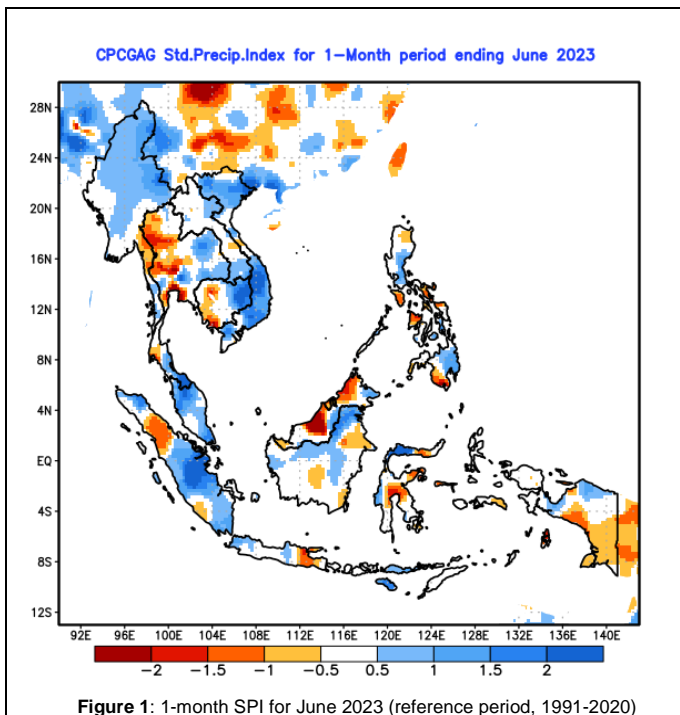 CPCGAG Std.Precip.Index for 1-Month period ending June 2023
28N
24N
20N
16N
12N
8N
4N
EQ
4S
8S
12S
92E 96E 100E 104E 108E 112E 116E 120E 124E 128E 132E 136E 140E
-2 -1.5 -1 -0.5 0.5 1 1.5 2
Figure 1: 1-month SPI for June 2023 (reference period, 1991-2020)